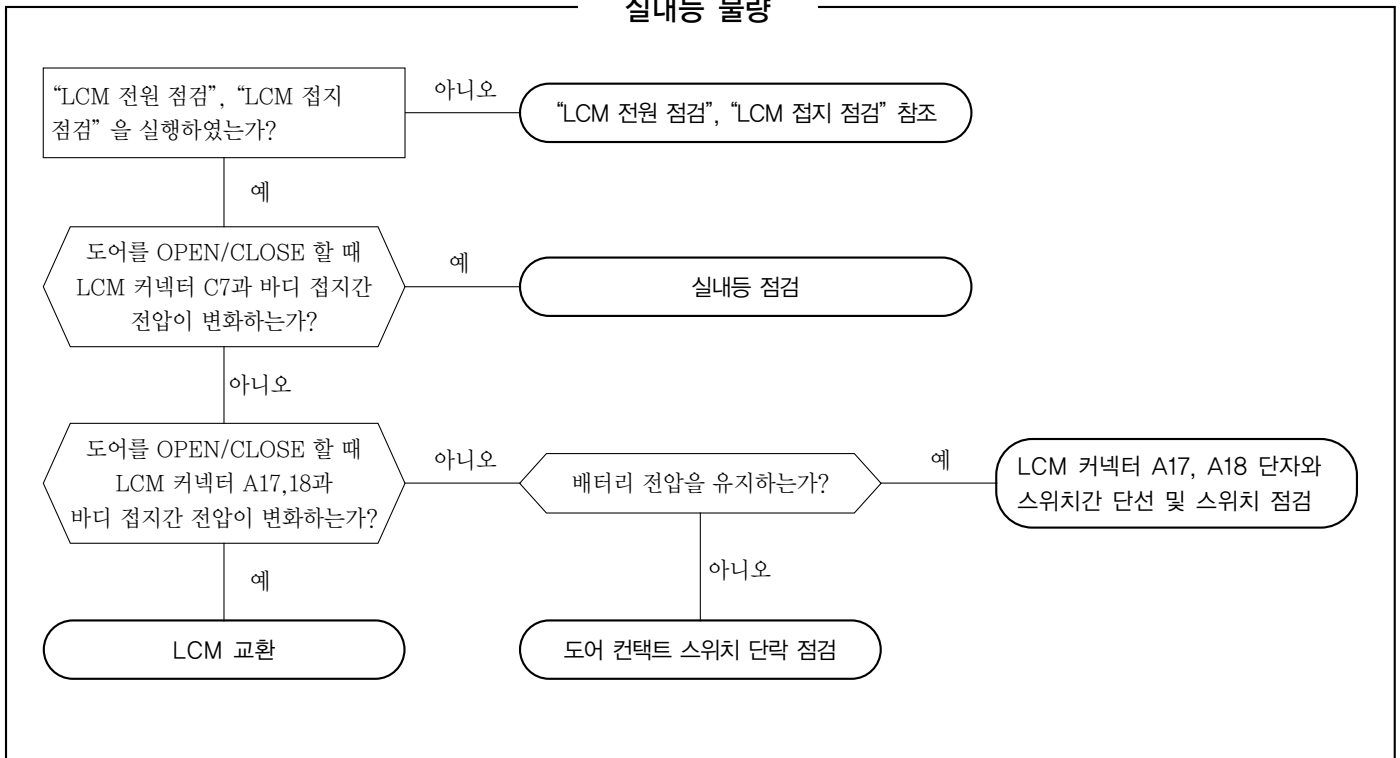 실내등 불량
“LCM 전원 점검”, “LCM 접지
점검” 을 실행하였는가?
아니오
“LCM 전원 점검”, “LCM 접지 점검” 참조
예
도어를 OPEN/CLOSE 할 때
LCM 커넥터 C7과 바디 접지간
전압이 변화하는가?
예
실내등 점검
아니오
도어를 OPEN/CLOSE 할 때
LCM 커넥터 A17,18과
바디 접지간 전압이 변화하는가?
아니오
배터리 전압을 유지하는가?
예
LCM 커넥터 A17, A18 단자와
스위치간 단선 및 스위치 점검
예
아니오
LCM 교환
도어 컨택트 스위치 단락 점검